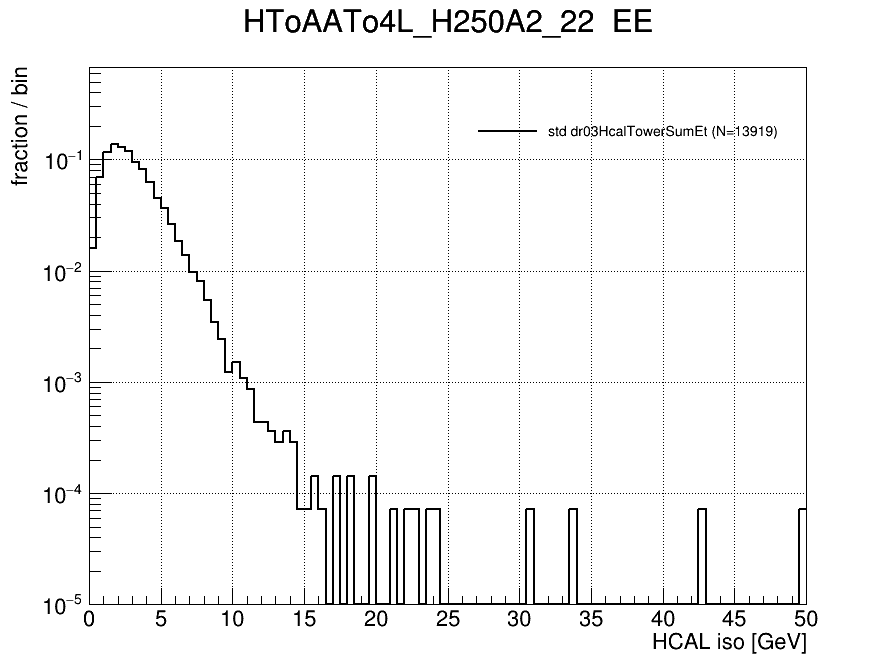 HToAATo4L_H250A2_22 EE
fraction / bin
std dr03HcalTowerSumEt (N=13919)
10−1
10−2
10−3
10−4
10−5
0 5 10 15 20 25 30 35 40 45 50
HCAL iso [GeV]